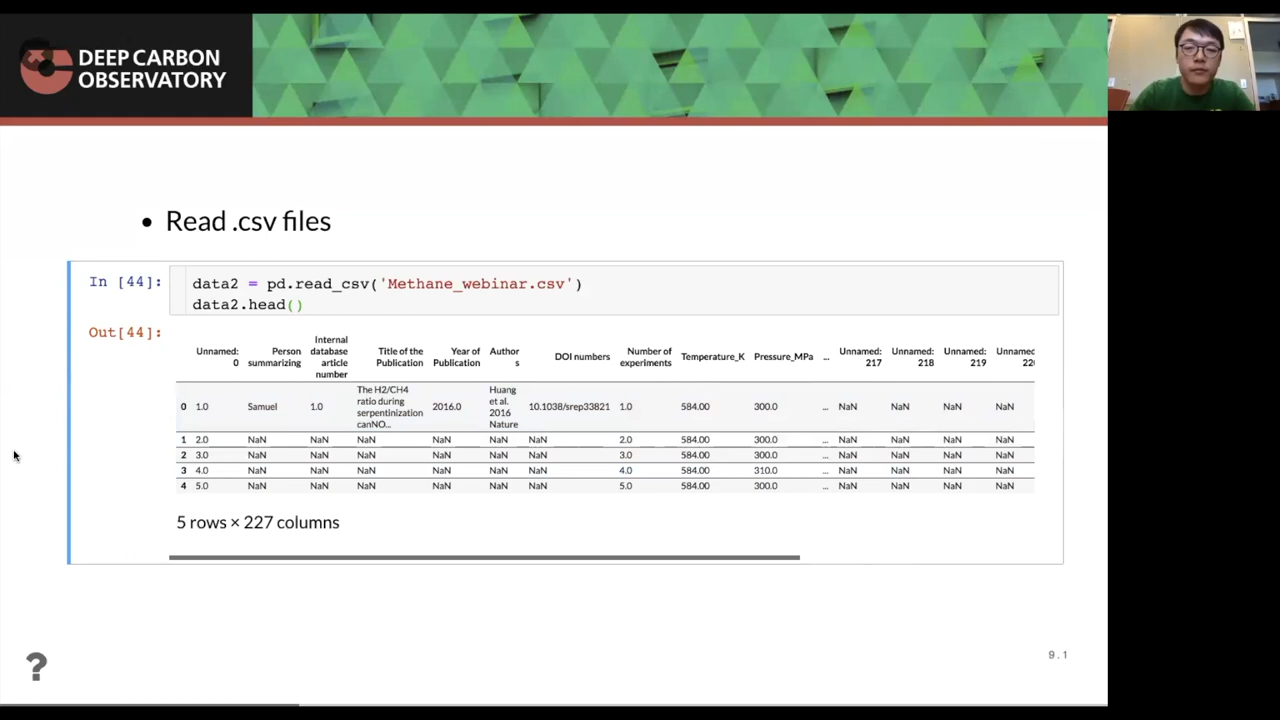 DEEP CARBON
OBSERVATORY
• Read .csv files
In [44]:
data2 = pd.read_csv('Methane_webinar.csv')
data2.head()
Out[44]:
Unnamed: 0 Person summarizing Internal database article number Title of the Publication Year of Publication Author s DOI numbers Number of experiments Temperature_K Pressure_MPa ... Unnamed: 217 Unnamed: 218 Unnamed: 219 Unnamed: 22
0 1.0 Samuel 1.0 The H2/CH4 ratio during serpentinization canNO... 2016.0 Huang et al. 2016 Nature 10.1038/srep33821 1.0 584.00 300.0 ... NaN NaN NaN NaN
1 2.0 NaN NaN NaN NaN NaN NaN 2.0 584.00 300.0 ... NaN NaN NaN NaN
2 3.0 NaN NaN NaN NaN NaN NaN 3.0 584.00 300.0 ... NaN NaN NaN NaN
3 4.0 NaN NaN NaN NaN NaN NaN 4.0 584.00 310.0 ... NaN NaN NaN NaN
4 5.0 NaN NaN NaN NaN NaN NaN 5.0 584.00 300.0 ... NaN NaN NaN NaN
5 rows × 227 columns
9.1
?